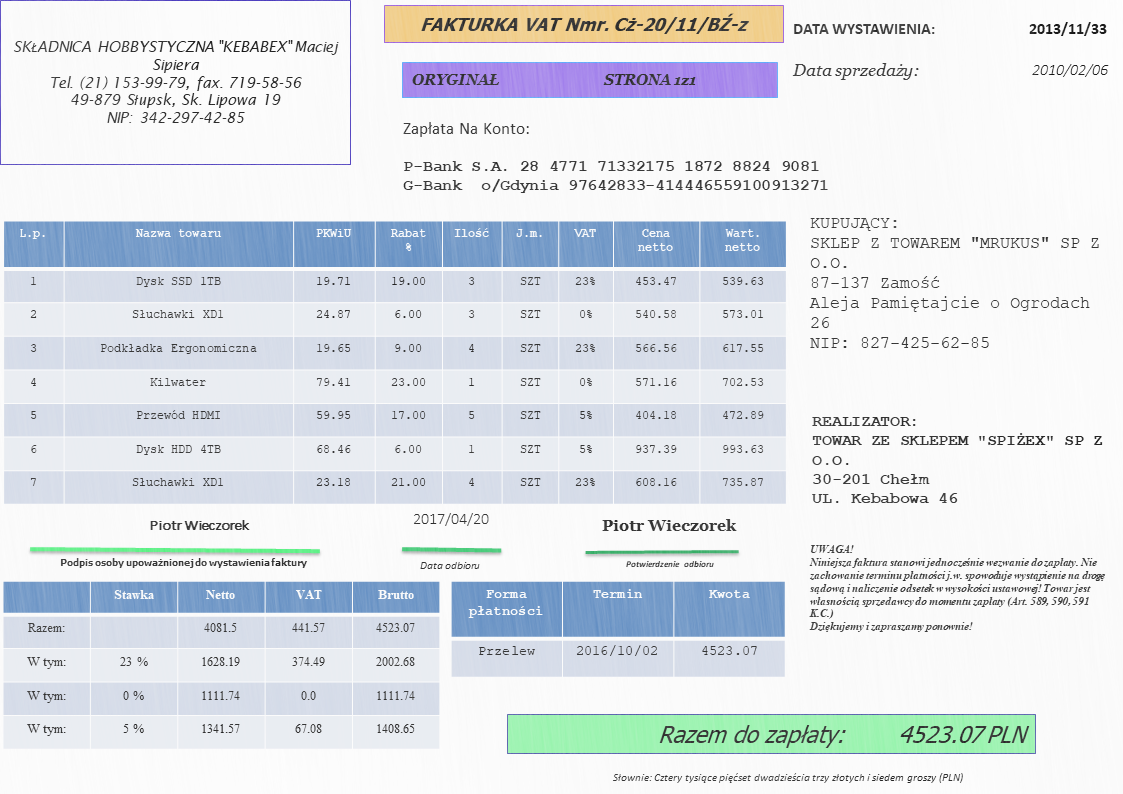 SKŁADNICA HOBBYSTYCZNA "KEBABEX" Maciej
Sipiera
Tel. (21) 153-99-79, fax. 719-58-56
49-879 Słupsk, Sk. Lipowa 19
NIP: 342-297-42-85
FAKTURKA VAT Nmr. Cź-20/11/BŹ-z
ORYGINAŁ STRONA 1z1
DATA WYSTAWIENIA: 2013/11/33
Data sprzedaży: 2010/02/06
Zapłata Na Konto:
P-Bank S.A. 28 4771 71332175 1872 8824 9081
G-Bank o/Gdynia 97642833-414446559100913271
KUPUJĄCY:
SKLEP Z TOWAREM "MRUKUS" SP Z
O.O.
87-137 Zamość
Aleja Pamiętajcie o Ogrodach
26
NIP: 827-425-62-85
REALIZATOR:
TOWAR ZE SKLEPEM "SPIŻEX" SP Z
O.O.
30-201 Chełm
UL. Kebabowa 46
L.p. Nazwa towaru PKWiU Rabat % Ilość J.m. VAT Cena netto Wart. netto
1 Dysk SSD 1TB 19.71 19.00 3 SZT 23% 453.47 539.63
2 Słuchawki XD1 24.87 6.00 3 SZT 0% 540.58 573.01
3 Podkładka Ergonomiczna 19.65 9.00 4 SZT 23% 566.56 617.55
4 Kilwater 79.41 23.00 1 SZT 0% 571.16 702.53
5 Przewód HDMI 59.95 17.00 5 SZT 5% 404.18 472.89
6 Dysk HDD 4TB 68.46 6.00 1 SZT 5% 937.39 993.63
7 Słuchawki XD1 23.18 21.00 4 SZT 23% 608.16 735.87
Piotr Wieczorek
Podpis osoby upoważnionej do wystawienia faktury
2017/04/20
Data odbioru
Piotr Wieczorek
Potwierdzenie odbioru
UWAGA!
Niniejsza faktura stanowi jednocześnie wezwanie do zapłaty. Nie
zachowanie terminu płatności j.w. spowoduje wystąpienie na drogę
sądową i naliczenie odsetek w wysokości ustawowej! Towar jest
własnością sprzedawcy do momentu zapłaty (Art. 589, 590, 591
K.C.)
Dziękujemy i zapraszamy ponownie!
Stawka Netto VAT Brutto
Razem: 4081.5 441.57 4523.07
W tym: 23 % 1628.19 374.49 2002.68
W tym: 0 % 1111.74 0.0 1111.74
W tym: 5 % 1341.57 67.08 1408.65
Forma płatności Termin Kwota
Przelew 2016/10/02 4523.07
Razem do zapłaty: 4523.07 PLN
Słownie: Cztery tysiące pięćset dwadzieścia trzy złotych i siedem groszy (PLN)